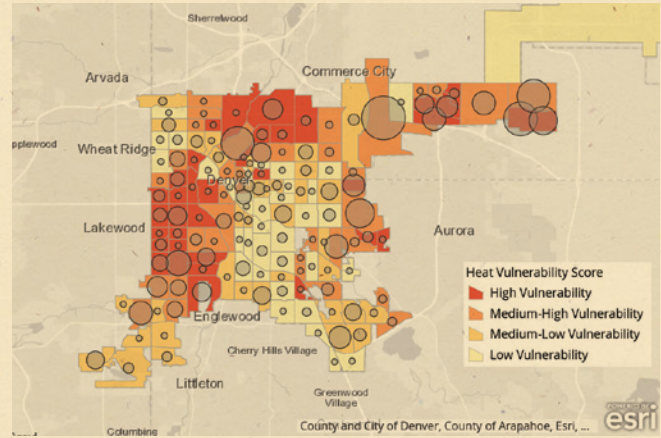 Sherrelwood
Arvada
Commerce City
pplewood
Wheat Ridge
Denver
Lakewood
Aurora
Heat Vulnerability Score
High Vulnerability
Medium-High Vulnerability
Medium-Low Vulnerability
Low Vulnerability
Englewood
Cherry Hills Village
Littleton
Greenwood
Village
POWERED BY
esri
County and City of Denver, County of Arapahoe, Esri, ...
Columbine